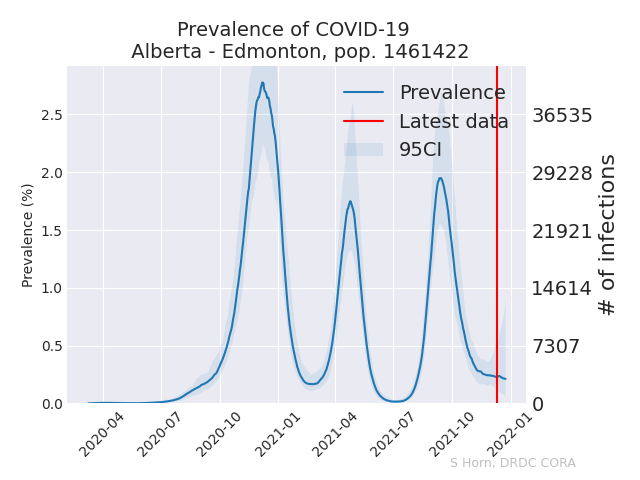 Prevalence of COVID-19
Alberta - Edmonton, pop. 1461422
Prevalence
Latest data
95CI
Prevalence (%)
2.5
2.0
1.5
1.0
0.5
0.0
36535
29228
21921
14614
7307
0
# of infections
2020-04
2020-07
2020-10
2021-01
2021-04
2021-07
2021-10
2022-01
S Horn, DRDC CORA